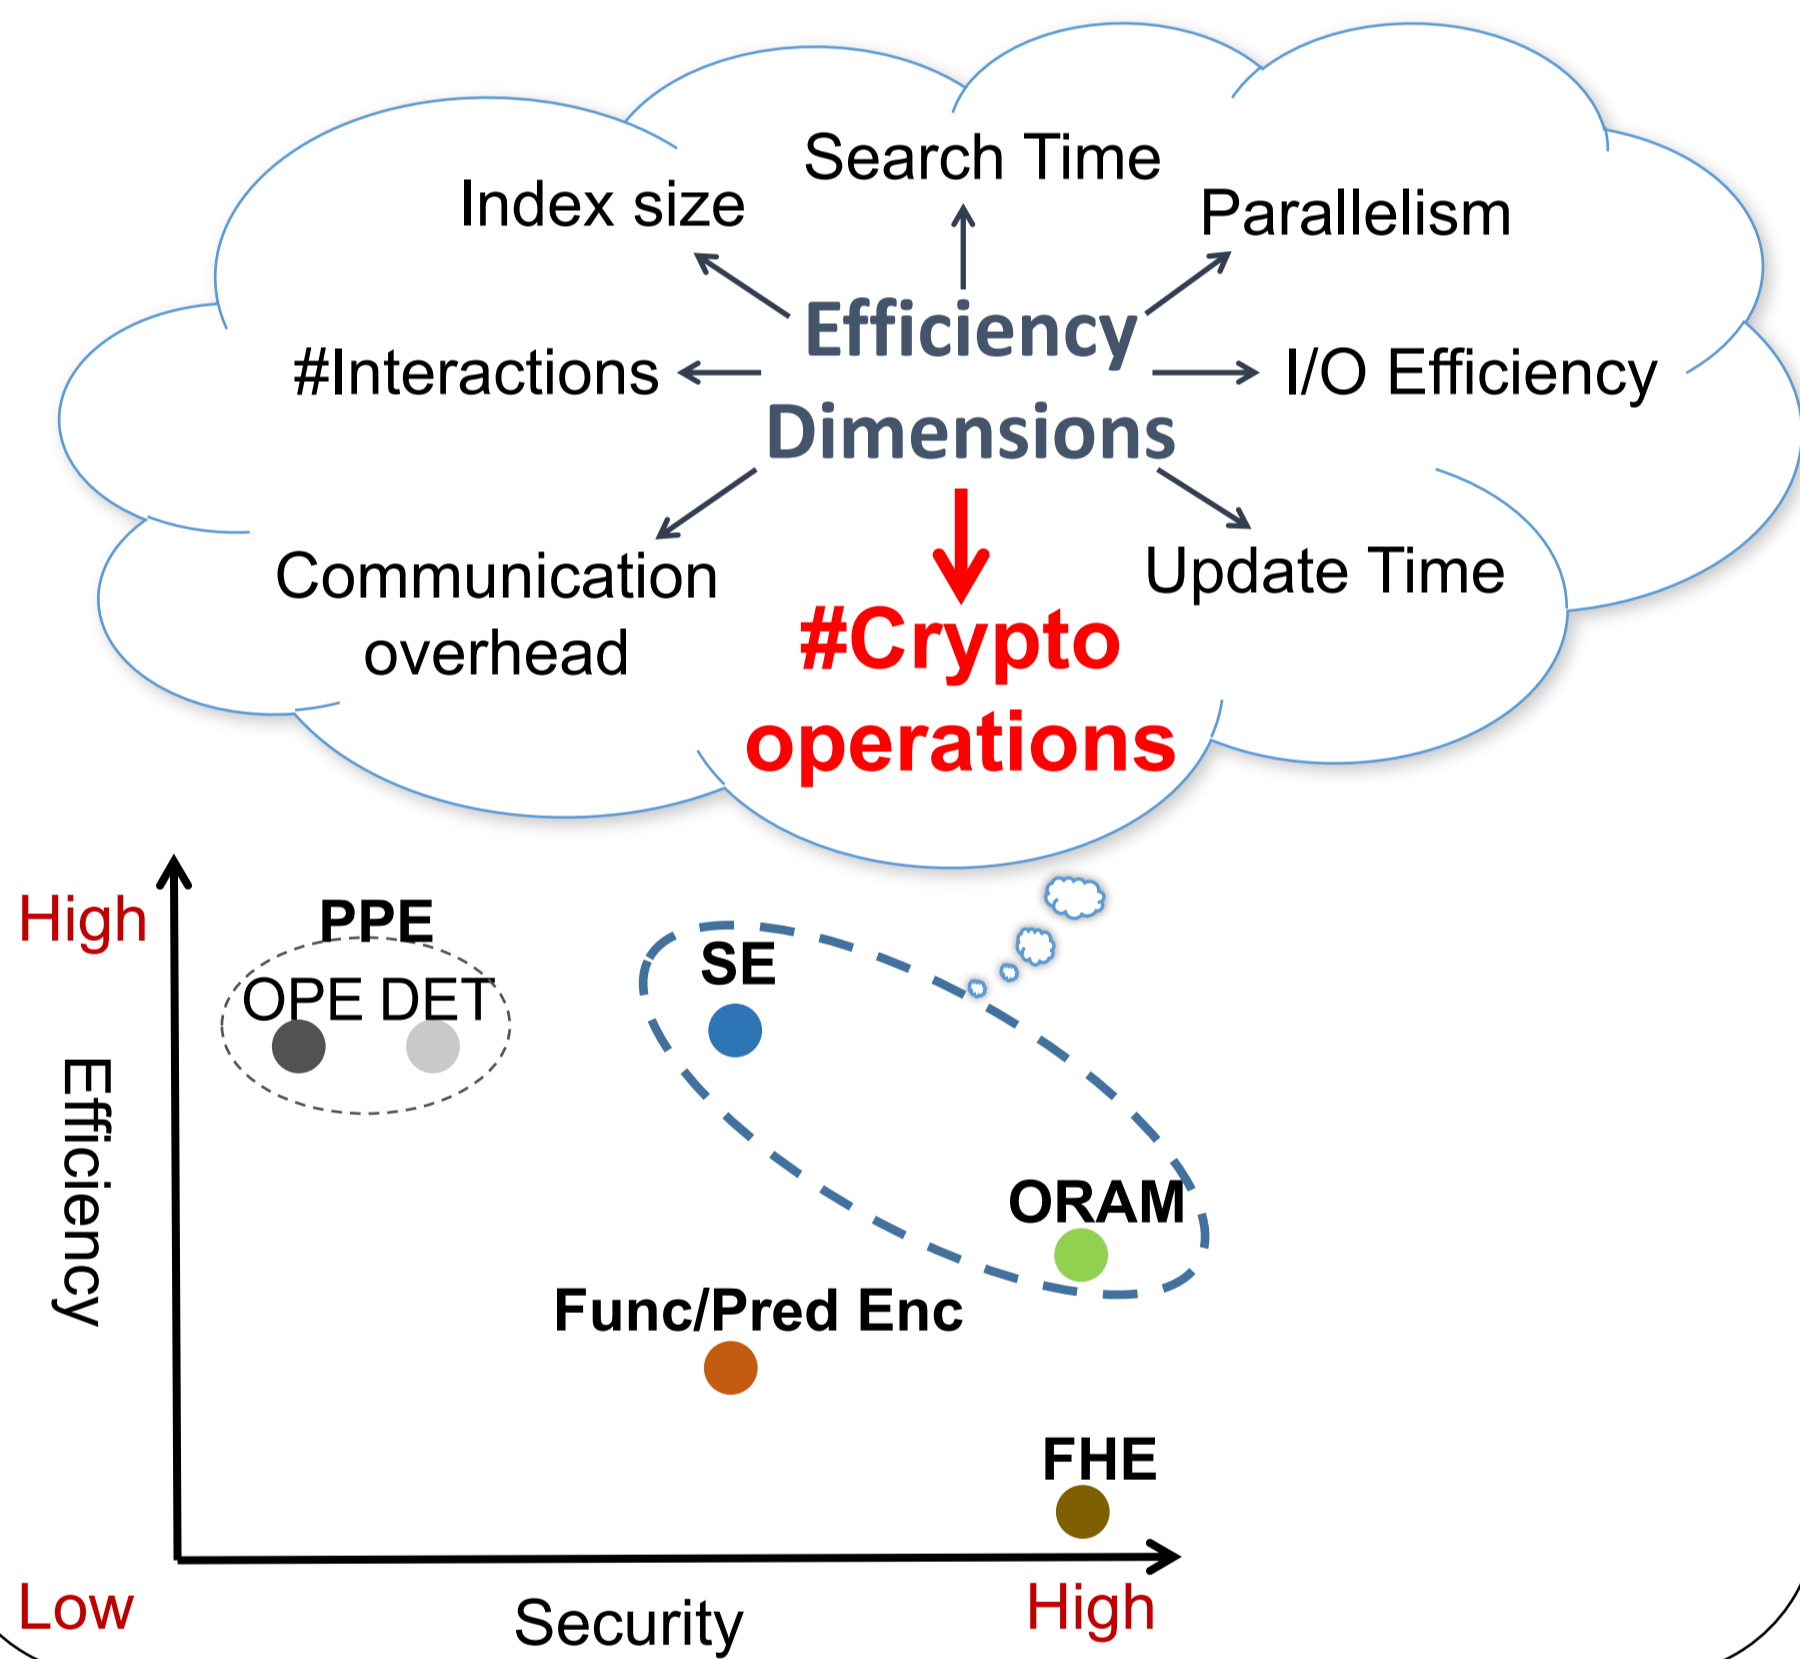 Search Time
Index size
Parallelism
Efficiency
Dimensions
#Interactions
I/O Efficiency
Communication
overhead
Update Time
#Crypto
operations
High
PPE
OPE DET
SE
Efficiency
ORAM
Func/Pred Enc
FHE
Low
Security
High